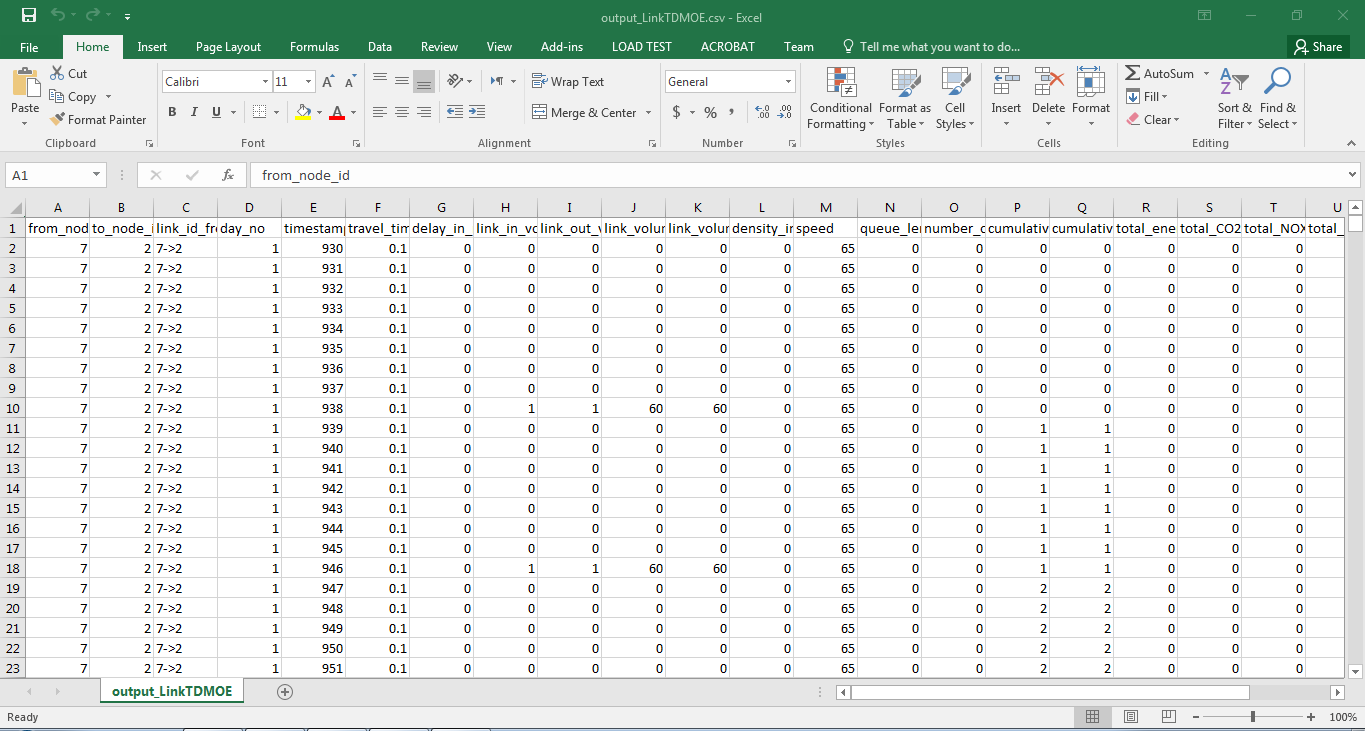 output_LinkTDMOE.csv - Excel
File Home Insert Page Layout Formulas Data Review View Add-ins LOAD TEST ACROBAT Team Tell me what you want to do... Share
Paste Cut Copy Format Painter Clipboard
Calibri 11 A A B I U A Font
Wrap Text Merge & Center Alignment
General $ % , .00 .0 Number
Conditional Formatting Format as Table Cell Styles Styles
Insert Delete Format Cells
AutoSum Fill Clear Sort & Filter Find & Select Editing
A1 fx from_node_id
A B C D E F G H I J K L M N O P Q R S T U
1 from_nod to_node_i link_id_fro day_no timestamp travel_tim delay_in_ link_in_vo link_out_v link_volun link_volur density_in speed queue_ler number_o cumulativ cumulativ total_ene total_CO2 total_NOX total_
2 7 2 7->2 1 930 0.1 0 0 0 0 0 0 65 0 0 0 0 0 0 0
3 7 2 7->2 1 931 0.1 0 0 0 0 0 0 65 0 0 0 0 0 0 0
4 7 2 7->2 1 932 0.1 0 0 0 0 0 0 65 0 0 0 0 0 0 0
5 7 2 7->2 1 933 0.1 0 0 0 0 0 0 65 0 0 0 0 0 0 0
6 7 2 7->2 1 934 0.1 0 0 0 0 0 0 65 0 0 0 0 0 0 0
7 7 2 7->2 1 935 0.1 0 0 0 0 0 0 65 0 0 0 0 0 0 0
8 7 2 7->2 1 936 0.1 0 0 0 0 0 0 65 0 0 0 0 0 0 0
9 7 2 7->2 1 937 0.1 0 0 0 0 0 0 65 0 0 0 0 0 0 0
10 7 2 7->2 1 938 0.1 0 1 1 60 60 0 65 0 0 0 0 0 0 0
11 7 2 7->2 1 939 0.1 0 0 0 0 0 0 65 0 0 1 1 0 0 0
12 7 2 7->2 1 940 0.1 0 0 0 0 0 0 65 0 0 1 1 0 0 0
13 7 2 7->2 1 941 0.1 0 0 0 0 0 0 65 0 0 1 1 0 0 0
14 7 2 7->2 1 942 0.1 0 0 0 0 0 0 65 0 0 1 1 0 0 0
15 7 2 7->2 1 943 0.1 0 0 0 0 0 0 65 0 0 1 1 0 0 0
16 7 2 7->2 1 944 0.1 0 0 0 0 0 0 65 0 0 1 1 0 0 0
17 7 2 7->2 1 945 0.1 0 0 0 0 0 0 65 0 0 1 1 0 0 0
18 7 2 7->2 1 946 0.1 0 1 1 60 60 0 65 0 0 1 1 0 0 0
19 7 2 7->2 1 947 0.1 0 0 0 0 0 0 65 0 0 2 2 0 0 0
20 7 2 7->2 1 948 0.1 0 0 0 0 0 0 65 0 0 2 2 0 0 0
21 7 2 7->2 1 949 0.1 0 0 0 0 0 0 65 0 0 2 2 0 0 0
22 7 2 7->2 1 950 0.1 0 0 0 0 0 0 65 0 0 2 2 0 0 0
23 7 2 7->2 1 951 0.1 0 0 0 0 0 0 65 0 0 2 2 0 0 0
output_LinkTDMOE
Ready 100%